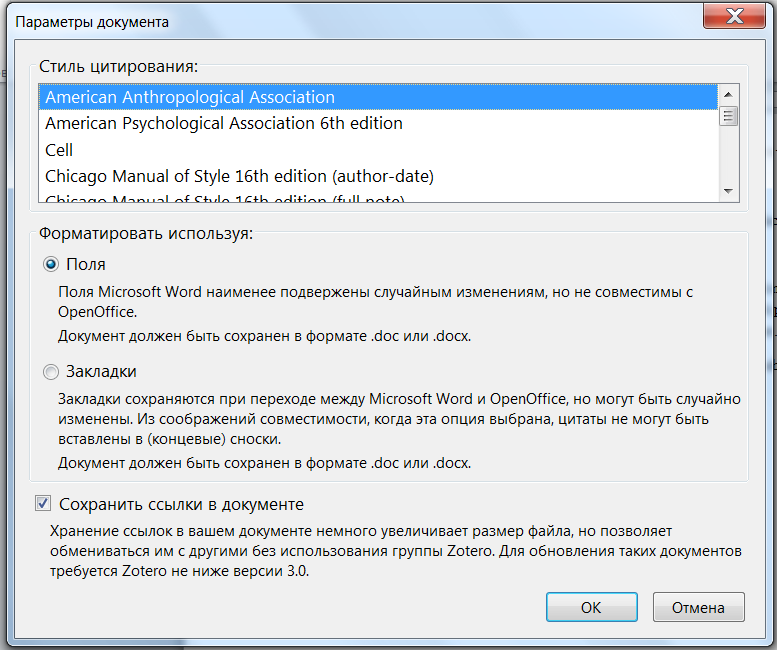 Параметры документа
Стиль цитирования:
American Anthropological Association
American Psychological Association 6th edition
Cell
Chicago Manual of Style 16th edition (author-date)
Chicago Manual of Style 16th edition (full note)
Форматировать используя:
Поля
Поля Microsoft Word наименее подвержены случайным изменениям, но не совместимы с
OpenOffice.
Документ должен быть сохранен в формате .doc или .docx.
Закладки
Закладки сохраняются при переходе между Microsoft Word и OpenOffice, но могут быть случайно
изменены. Из соображений совместимости, когда эта опция выбрана, цитаты не могут быть
вставлены в (концевые) сноски.
Документ должен быть сохранен в формате .doc или .docx.
Сохранить ссылки в документе
Хранение ссылок в вашем документе немного увеличивает размер файла, но позволяет
обмениваться им с другими без использования группы Zotero. Для обновления таких документов
требуется Zotero не ниже версии 3.0.
OK
Отмена